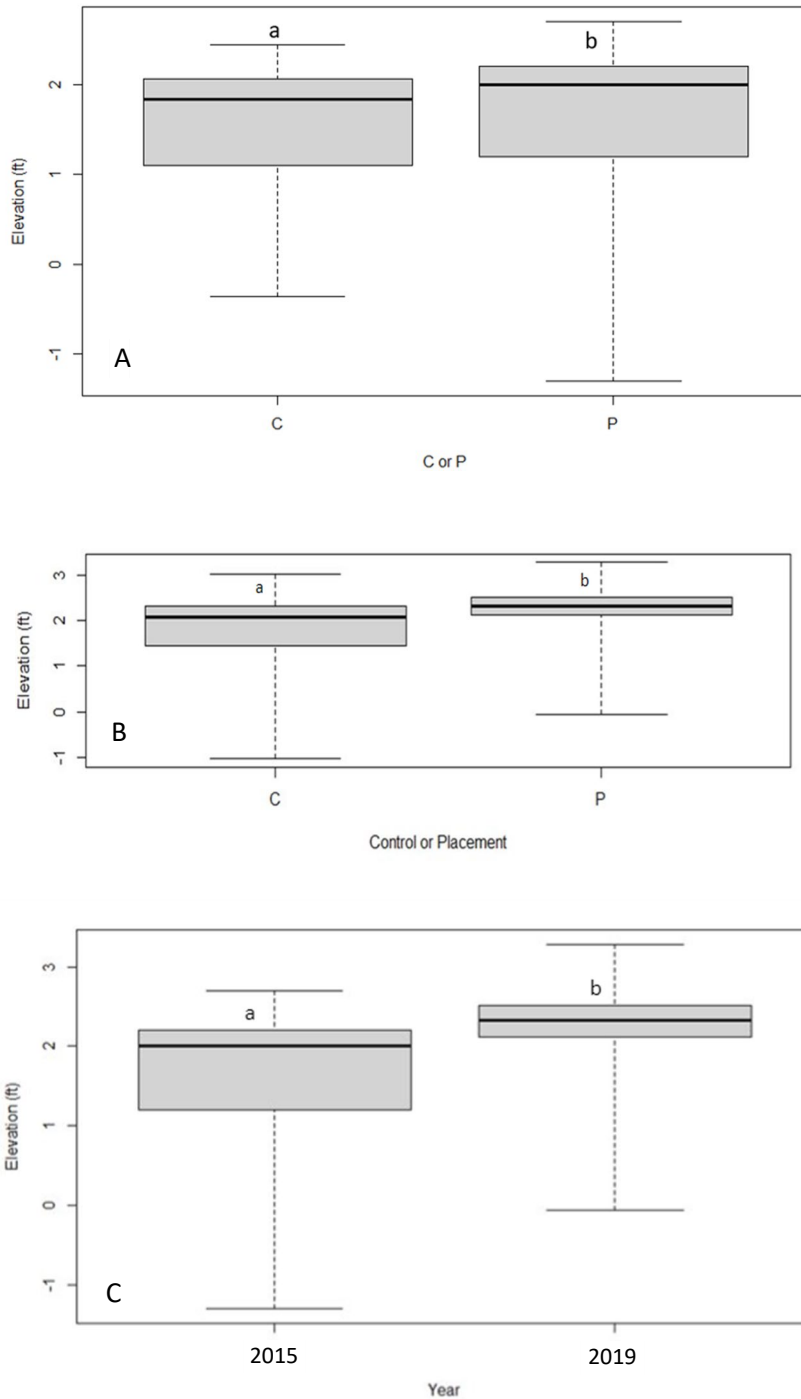 a
b
2
1
0
-1
Elevation (ft)
A
C
P
C or P
3
2
1
0
-1
Elevation (ft)
a
b
B
C
P
Control or Placement
3
2
1
0
-1
Elevation (ft)
a
b
C
2015
2019
Year